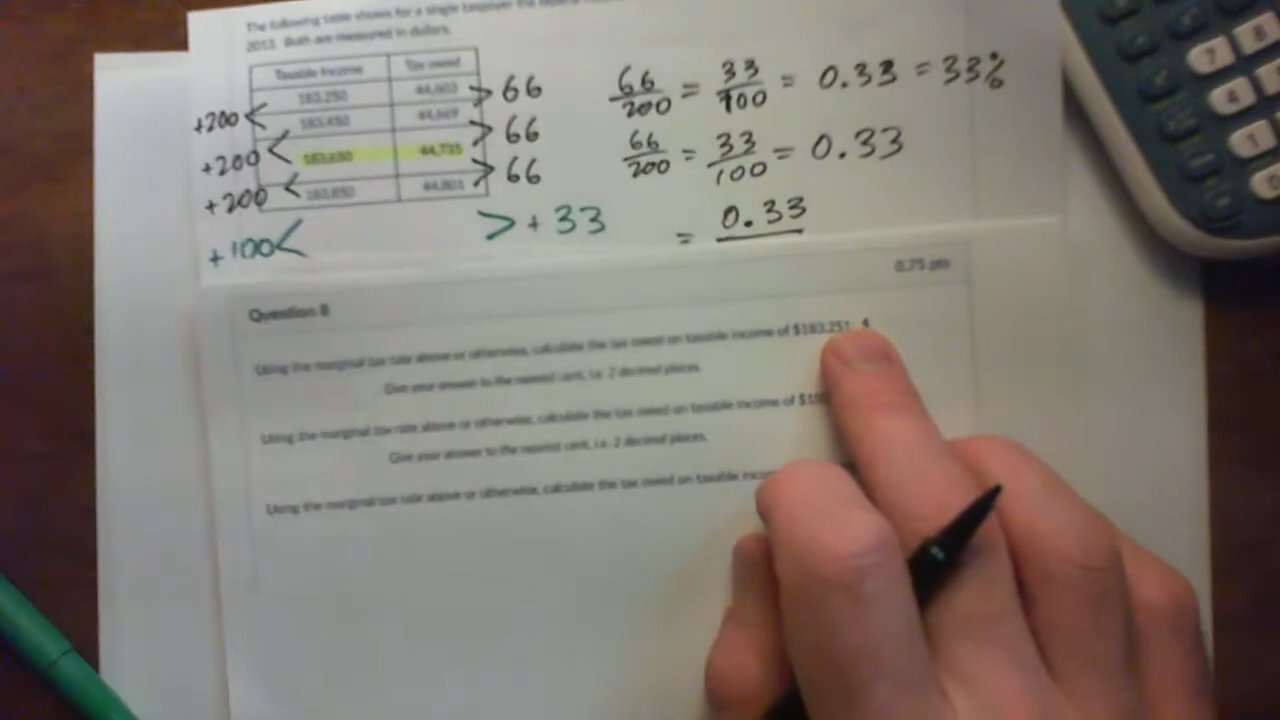 The following table shows for a single taxpayer the
2013. Both are measured in dollars.
Taxable Income Tax owed
183,250 44,603
183,450 44,669
183,650 44,735
183,850 44,801
+200 <
+200 <
+200 <
+100 <
> 66
> 66
> 66
> + 33
66/200 = 33/100 = 0.33 = 33%
66/200 = 33/100 = 0.33
= 0.33
Question 8 0.75 pts
Using the marginal tax rate above or otherwise, calculate the tax owed on taxable income of $183,251. $
Give your answer to the nearest cent, i.e. 2 decimal places.
Using the marginal tax rate above or otherwise, calculate the tax owed on taxable income of $18
Give your answer to the nearest cent, i.e. 2 decimal places.
Using the marginal tax rate above or otherwise, calculate the tax owed on taxable
7 8
4
1
0